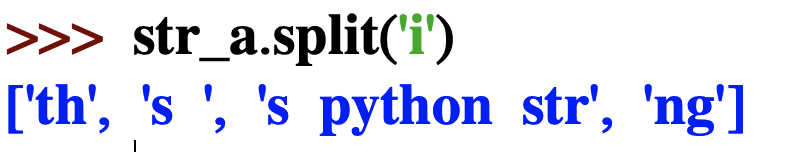 >>> str_a.split('i')
['th', 's ', 's python str', 'ng']